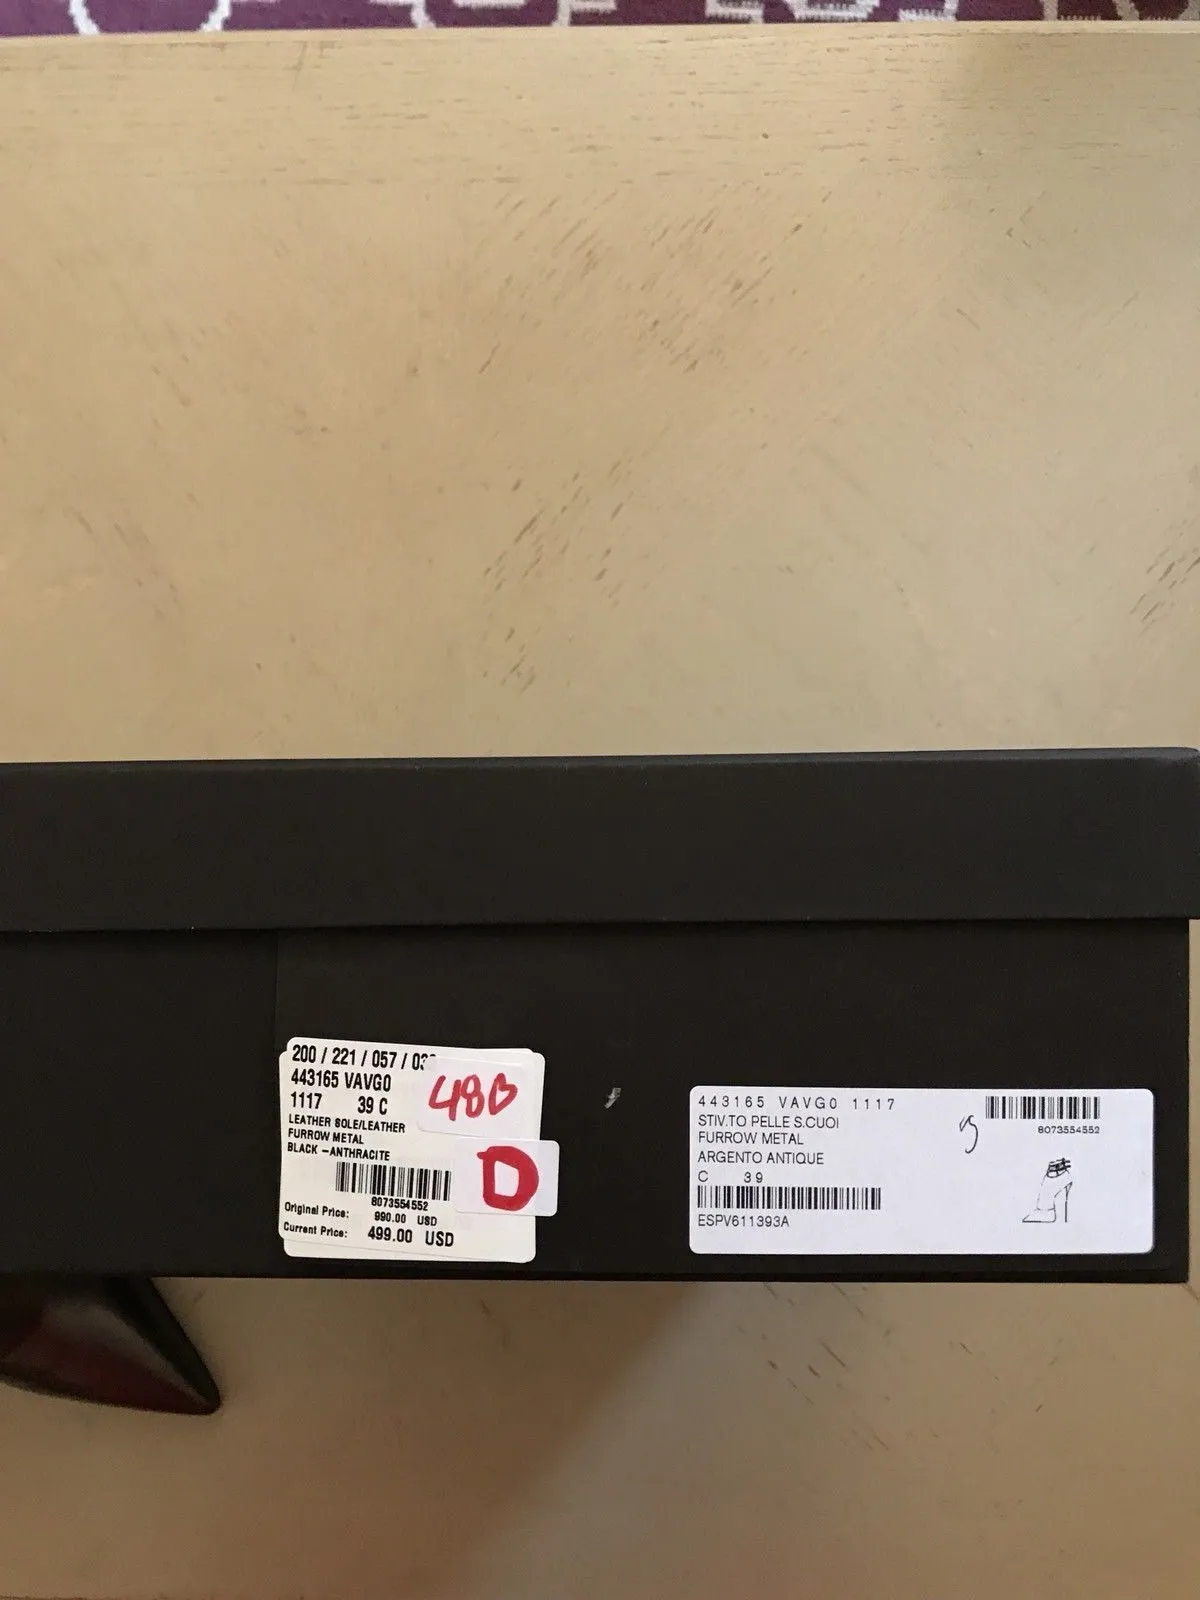 200 / 221 / 057 /
443165 VAVG0
1117 39 C
LEATHER SOLE/LEATHER
FURROW METAL
BLACK -ANTHRACITE
8073554552
Original Price: 990.00 USD
Current Price: 499.00 USD
48B
D
443165 VAVG0 1117
STIV.TO PELLE S.CUOI
FURROW METAL
ARGENTO ANTIQUE
C 39
ESPV611393A
8073554552